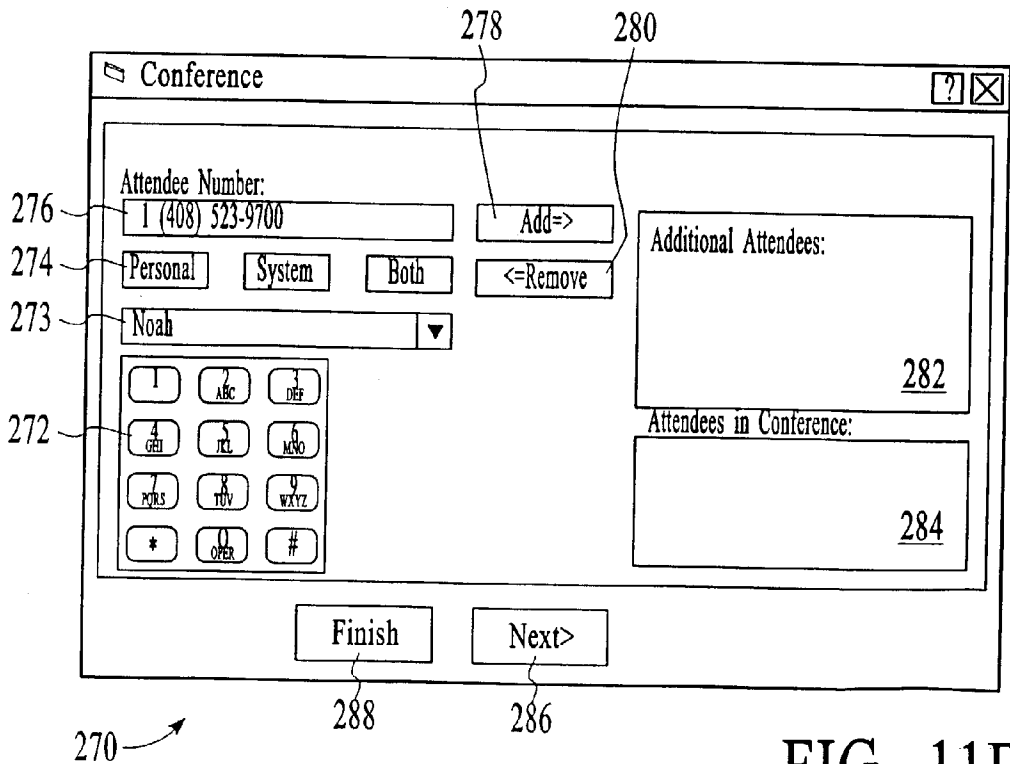 278 280
Conference ?
Attendee Number:
276 1 (408) 523-9700 Add=> Additional Attendees:
274 Personal System Both <=Remove
273 Noah
282
1 2 ABC 3 DEF
Attendees in Conference:
272 4 GHI 5 JKL 6 MNO
7 PQRS 8 TUV 9 WXYZ
284
* 0 OPER #
Finish Next>
288 286
270
FIG. 11